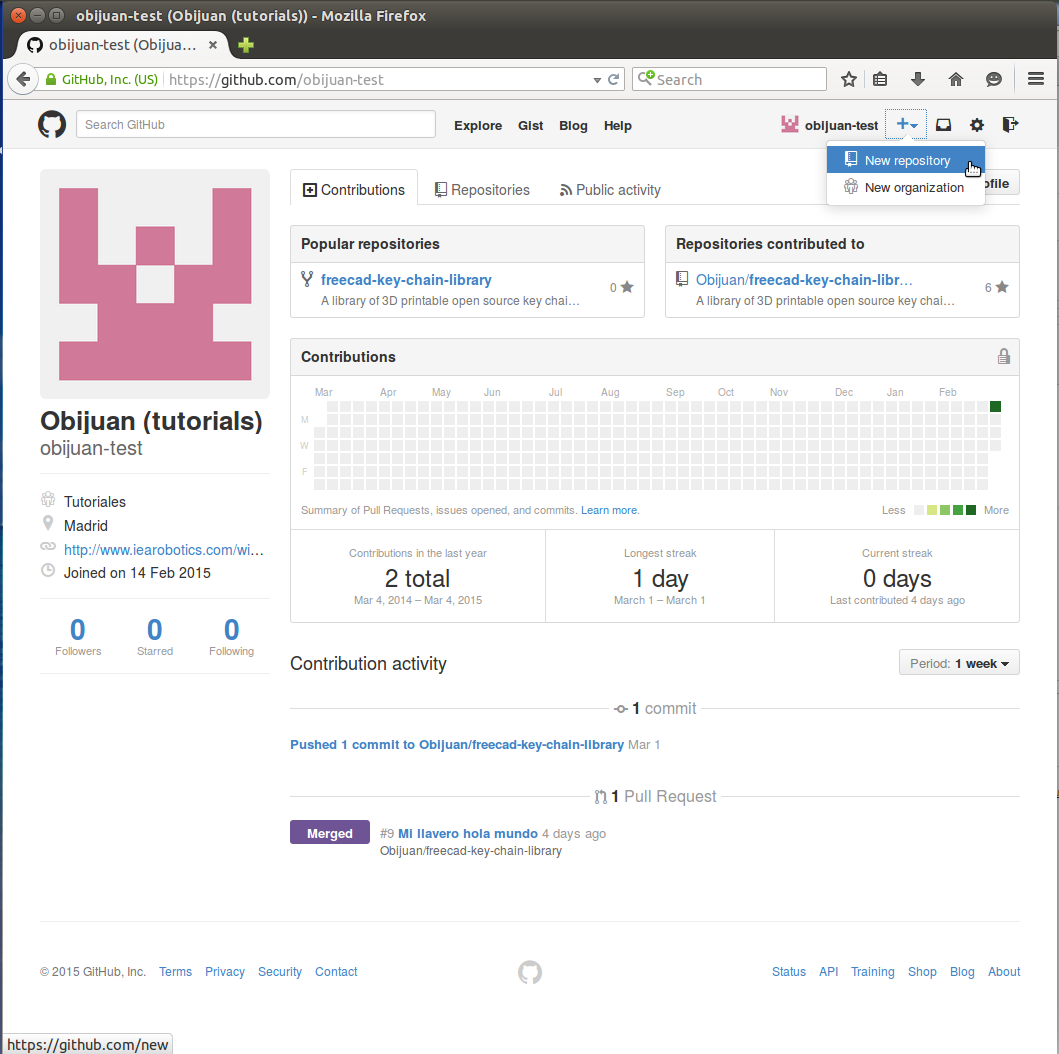 obijuan-test (Obijuan (tutorials)) - Mozilla Firefox
obijuan-test (Obijua...
GitHub, Inc. (US) https://github.com/obijuan-test Search
Search GitHub Explore Gist Blog Help obijuan-test
New repository
New organization
ofile
Contributions Repositories Public activity
Popular repositories
freecad-key-chain-library
A library of 3D printable open source key chai...
0
Repositories contributed to
Obijuan/freecad-key-chain-libr...
A library of 3D printable open source key chai...
6
Obijuan (tutorials)
obijuan-test
Tutoriales
Madrid
http://www.iearobotics.com/wi...
Joined on 14 Feb 2015
0 0 0
Followers Starred Following
Contributions
Mar Apr May Jun Jul Aug Sep Oct Nov Dec Jan Feb
M
W
F
Summary of Pull Requests, issues opened, and commits. Learn more. Less More
Contributions in the last year
2 total
Mar 4, 2014 – Mar 4, 2015
Longest streak
1 day
March 1 – March 1
Current streak
0 days
Last contributed 4 days ago
Contribution activity Period: 1 week
1 commit
Pushed 1 commit to Obijuan/freecad-key-chain-library Mar 1
1 Pull Request
Merged #9 MI llavero hola mundo 4 days ago
Obijuan/freecad-key-chain-library
© 2015 GitHub, Inc. Terms Privacy Security Contact Status API Training Shop Blog About
https://github.com/new